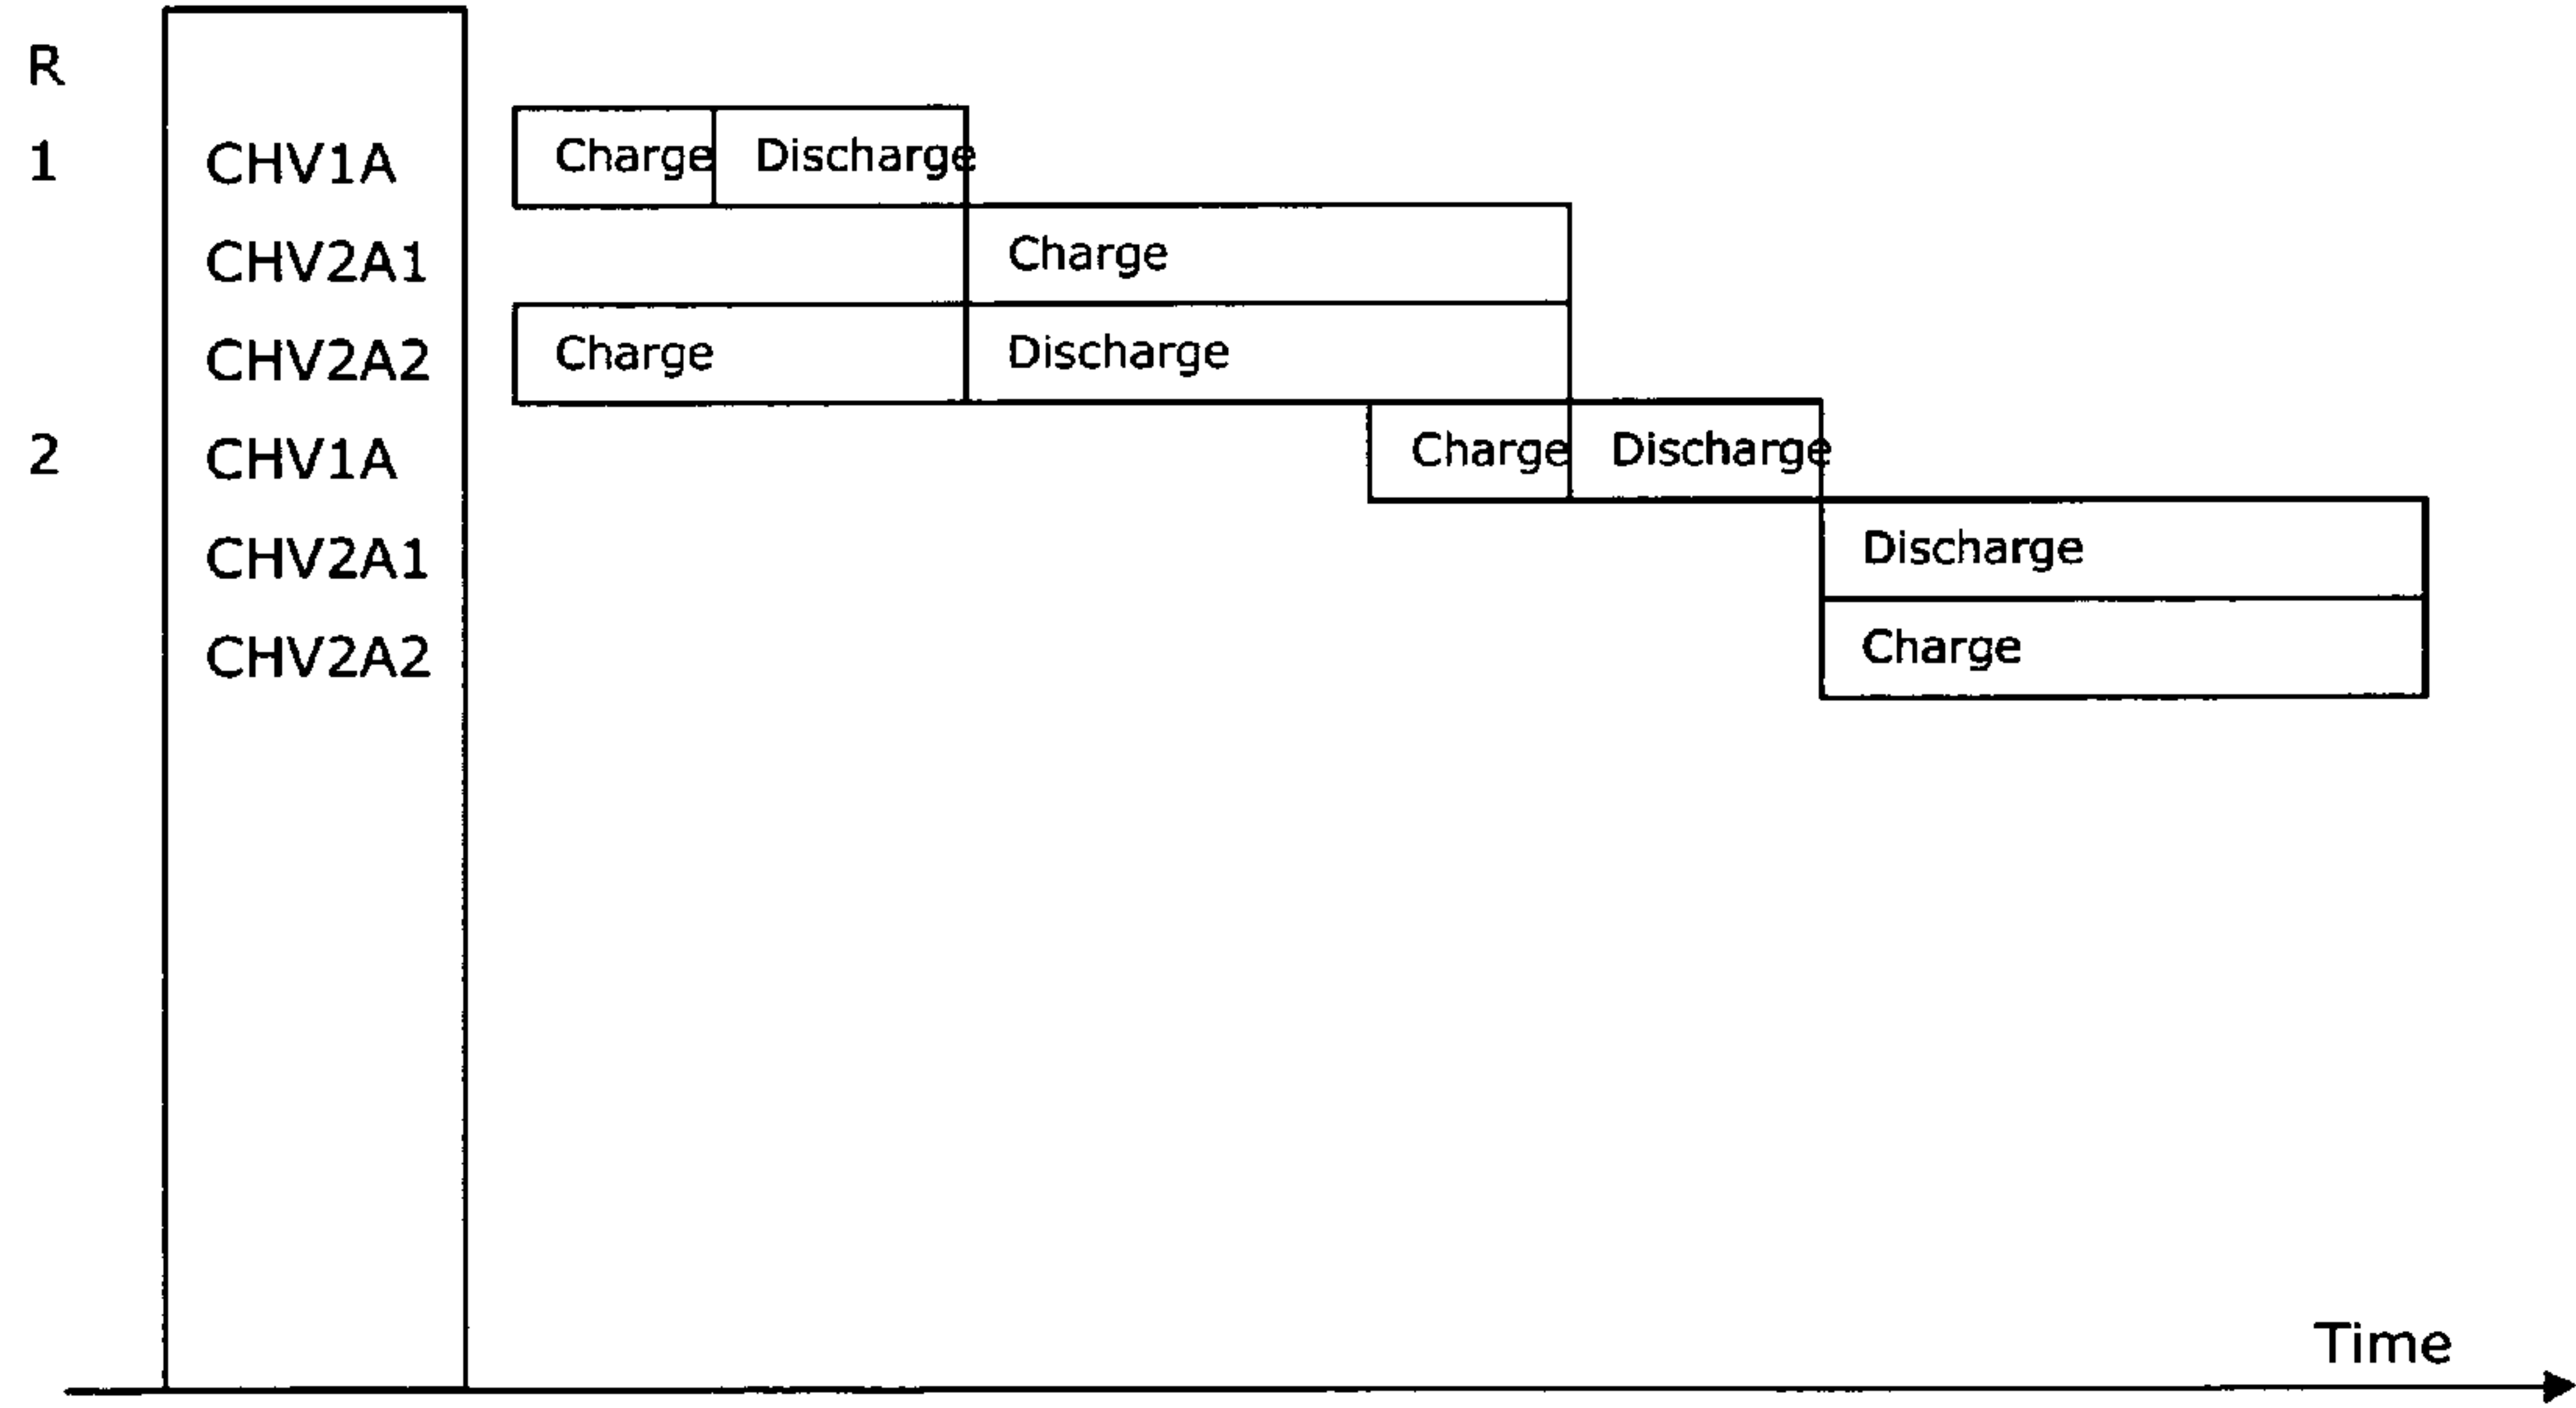 R
1 CHV1A Charge Discharge
CHV2A1 Charge
CHV2A2 Charge Discharge
2 CHV1A Charge Discharge
CHV2A1 Discharge
CHV2A2 Charge
Time